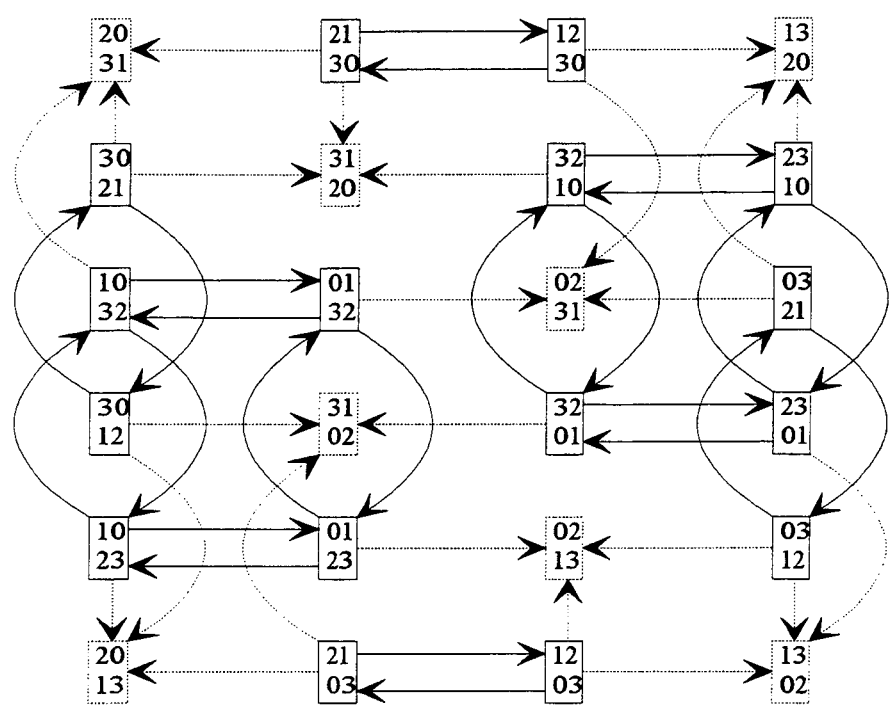 20 21 12 13
31 30 30 20
30 31 32 23
21 20 10 10
10 01 02 03
32 32 31 21
30 31 32 23
12 02 01 01
10 01 02 03
23 23 13 12
20 21 12 13
13 03 03 02